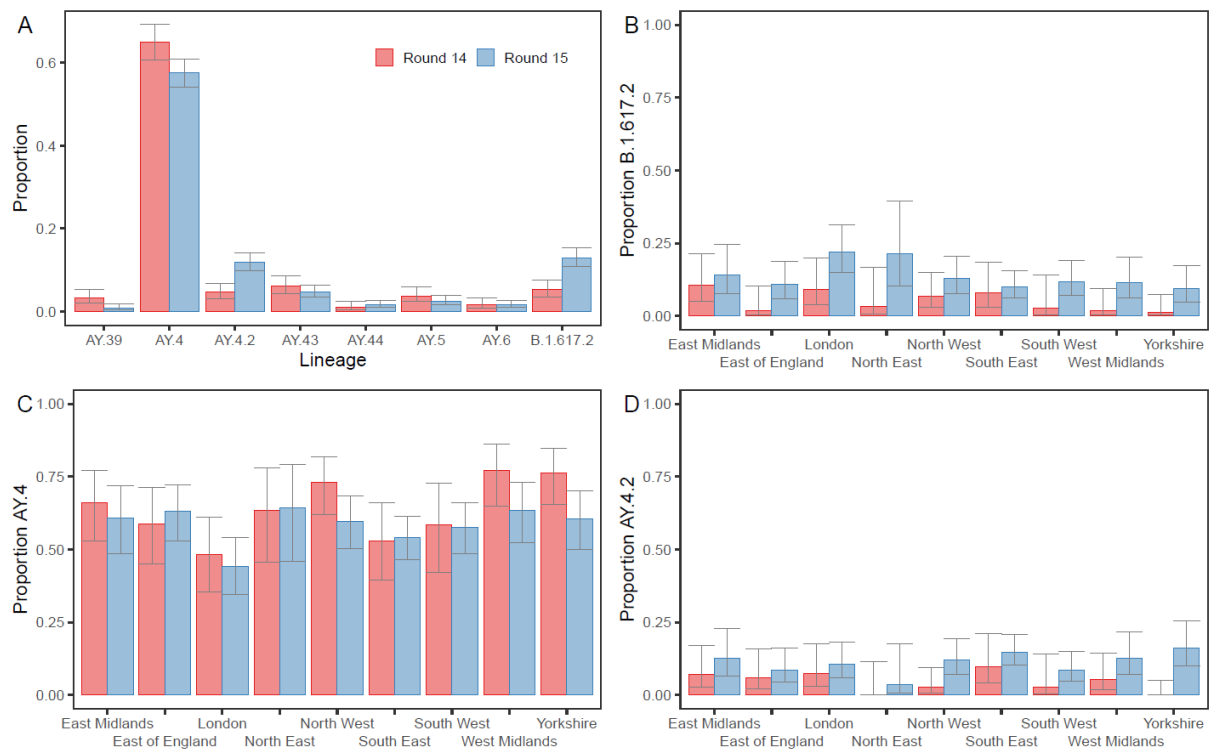 A
Proportion
0.6
0.4
0.2
0.0
Round 14 Round 15
AY.39 AY.4 AY.4.2 AY.43 AY.44 AY.5 AY.6 B.1.617.2
Lineage
B
Proportion B.1.617.2
1.00
0.75
0.50
0.25
0.00
East Midlands London North West South West Yorkshire
East of England North East South East West Midlands
C
Proportion AY.4
1.00
0.75
0.50
0.25
0.00
East Midlands London North West South West Yorkshire
East of England North East South East West Midlands
D
Proportion AY.4.2
1.00
0.75
0.50
0.25
0.00
East Midlands London North West South West Yorkshire
East of England North East South East West Midlands